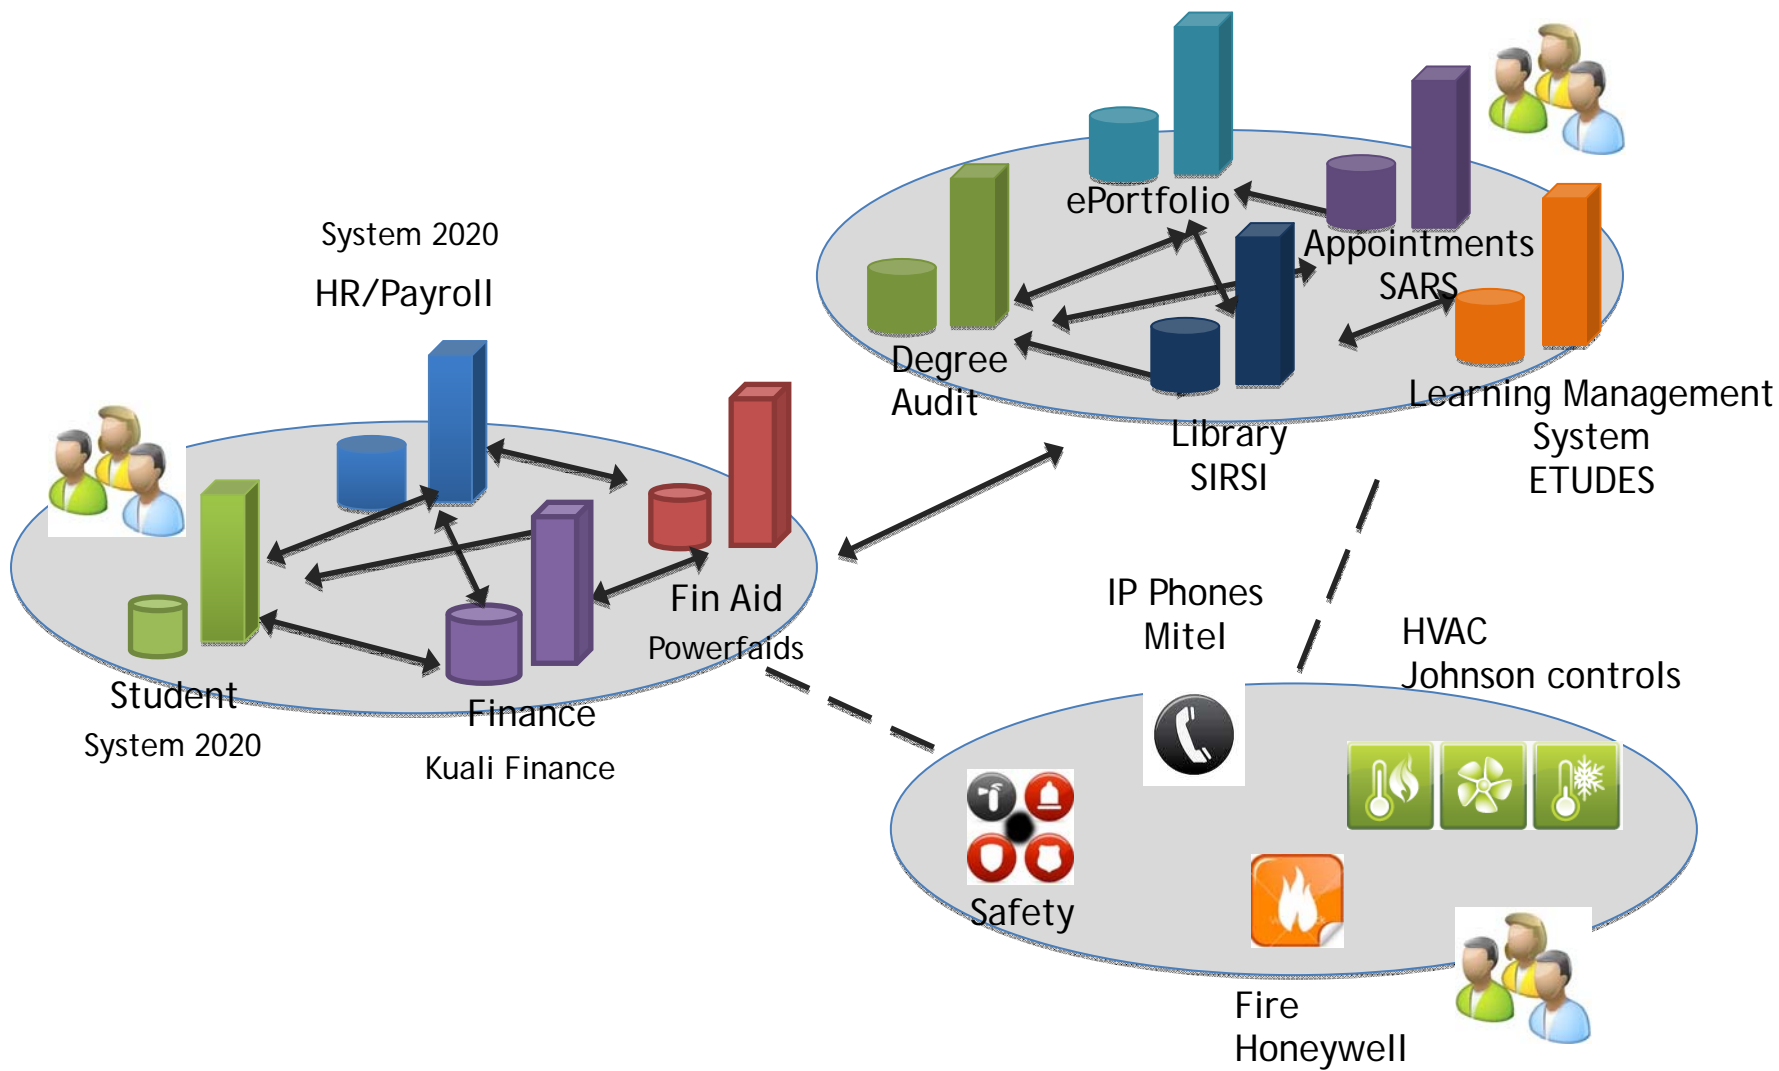 System 2020
HR/Payroll
ePortfolio
Appointments
SARS
Degree
Audit
Library
SIRSI
Learning Management
System
ETUDES
Fin Aid
Powerfaids
Student
System 2020
Finance
Kuali Finance
IP Phones
Mitel
HVAC
Johnson controls
Safety
Fire
Honeywell